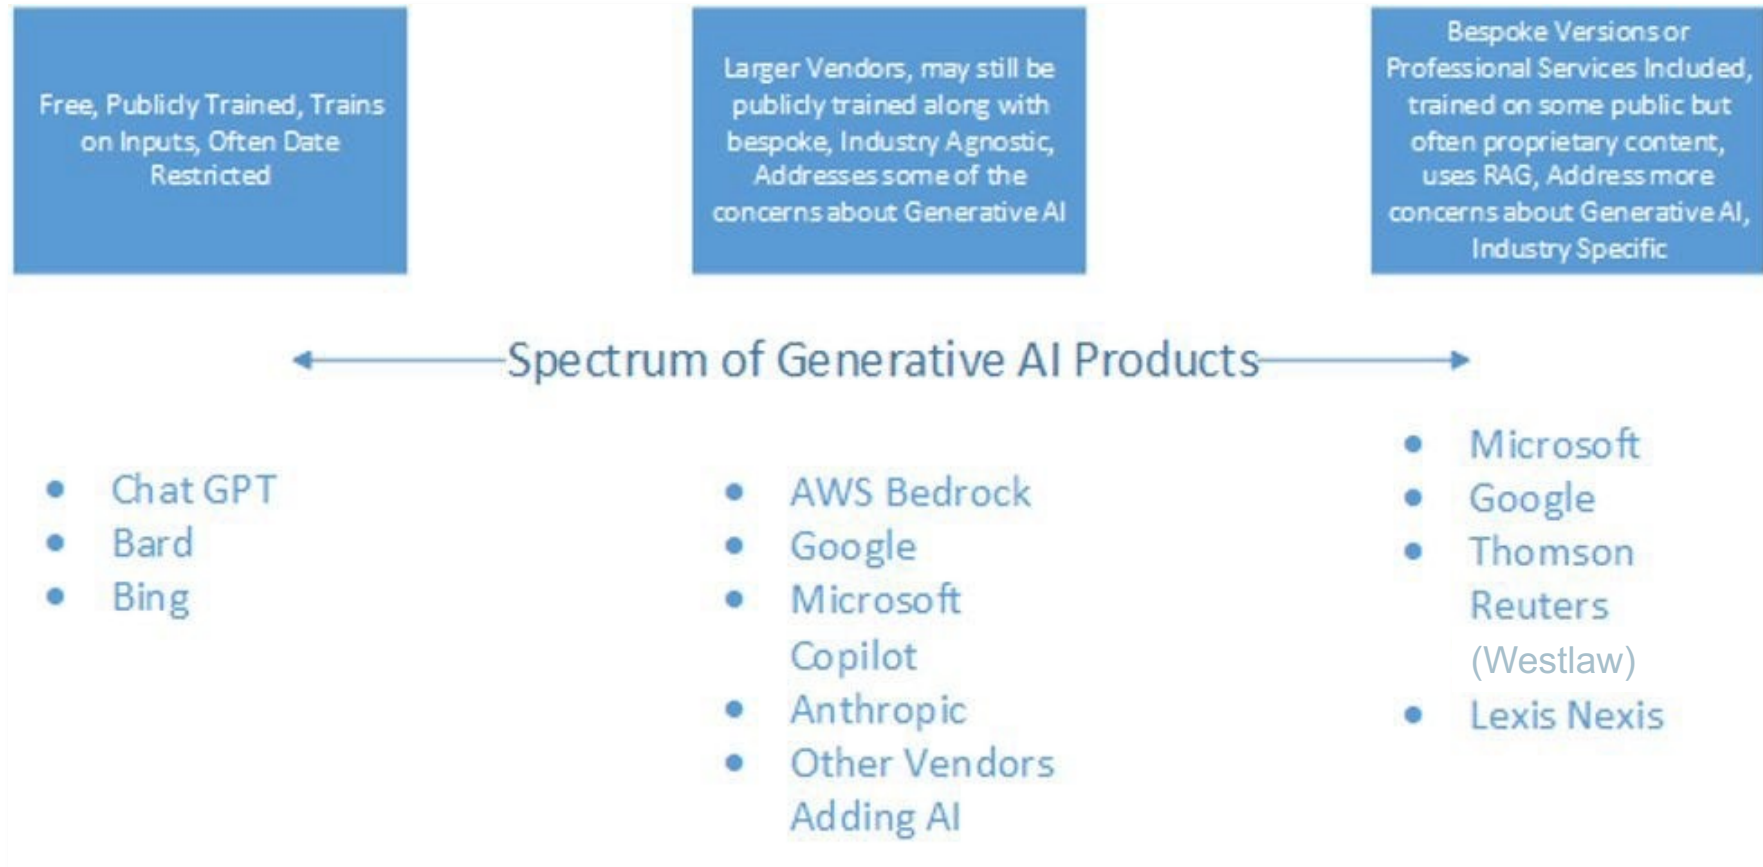 Free, Publicly Trained, Trains
on Inputs, Often Date
Restricted
Larger Vendors, may still be
publicly trained along with
bespoke, Industry Agnostic,
Addresses some of the
concerns about Generative AI
Bespoke Versions or
Professional Services Included,
trained on some public but
often proprietary content,
uses RAG, Address more
concerns about Generative AI,
Industry Specific
Spectrum of Generative AI Products
• Chat GPT
• Bard
• Bing
• AWS Bedrock
• Google
• Microsoft
Copilot
• Anthropic
• Other Vendors
Adding AI
• Microsoft
• Google
• Thomson
Reuters
(Westlaw)
• Lexis Nexis